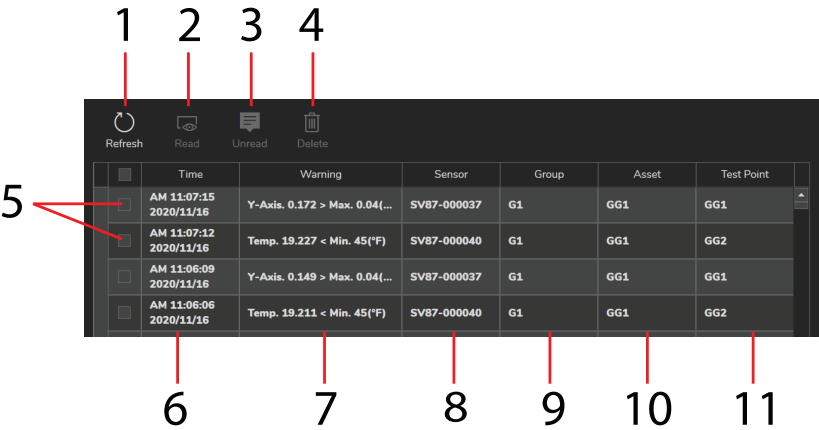 1 2 3 4
Refresh Read Unread Delete
Time Warning Sensor Group Asset Test Point
5
AM 11:07:15
2020/11/16
Y-Axis. 0.172 > Max. 0.04(... SV87-000037 G1 GG1 GG1
AM 11:07:12
2020/11/16
Temp. 19.227 < Min. 45(°F) SV87-000040 G1 GG1 GG2
AM 11:06:09
2020/11/16
Y-Axis. 0.149 > Max. 0.04(... SV87-000037 G1 GG1 GG1
AM 11:06:06
2020/11/16
Temp. 19.211 < Min. 45(°F) SV87-000040 G1 GG1 GG2
6 7 8 9 10 11